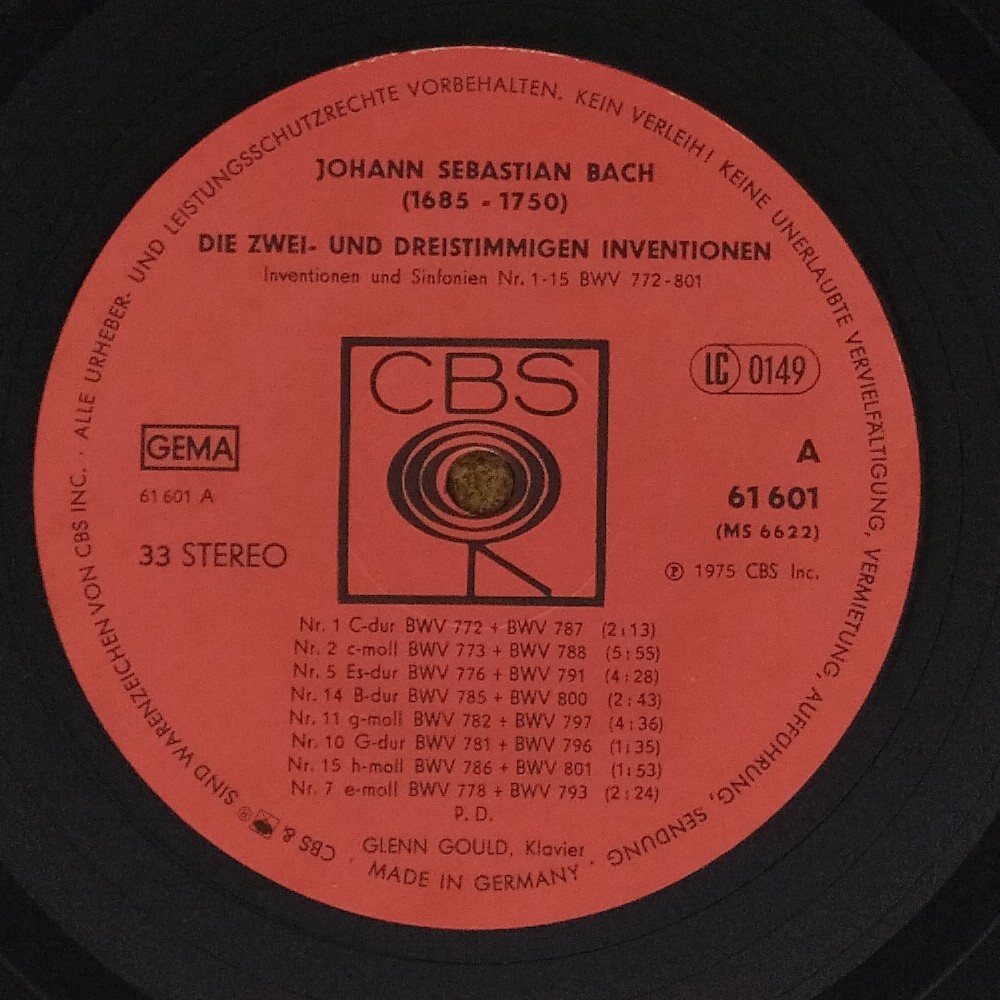 JOHANN SEBASTIAN BACH
(1685 - 1750)
DIE ZWEI- UND DREISTIMMIGEN INVENTIONEN
Inventionen und Sinfonien Nr. 1-15 BWV 772-801
CBS
LC 0149
GEMA
A
61 601 A
61 601
(MS 6622)
33 STEREO
Ⓟ 1975 CBS Inc.
Nr. 1 C-dur BWV 772 + BWV 787 (2:13)
Nr. 2 c-moll BWV 773 + BWV 788 (5:55)
Nr. 5 Es-dur BWV 776 + BWV 791 (4:28)
Nr. 14 B-dur BWV 785 + BWV 800 (2:43)
Nr. 11 g-moll BWV 782 + BWV 797 (4:36)
Nr. 10 G-dur BWV 781 + BWV 796 (1:35)
Nr. 15 h-moll BWV 786 + BWV 801 (1:53)
Nr. 7 e-moll BWV 778 + BWV 793 (2:24)
P. D.
GLENN GOULD, Klavier
MADE IN GERMANY
CBS & ® SIND WARENZEICHEN VON CBS INC. · ALLE URHEBER- UND LEISTUNGSSCHUTZRECHTE VORBEHALTEN. KEIN VERLEIH! KEINE UNERLAUBTE VERVIELFÄLTIGUNG, VERMIETUNG, AUFFÜHRUNG, SENDUNG